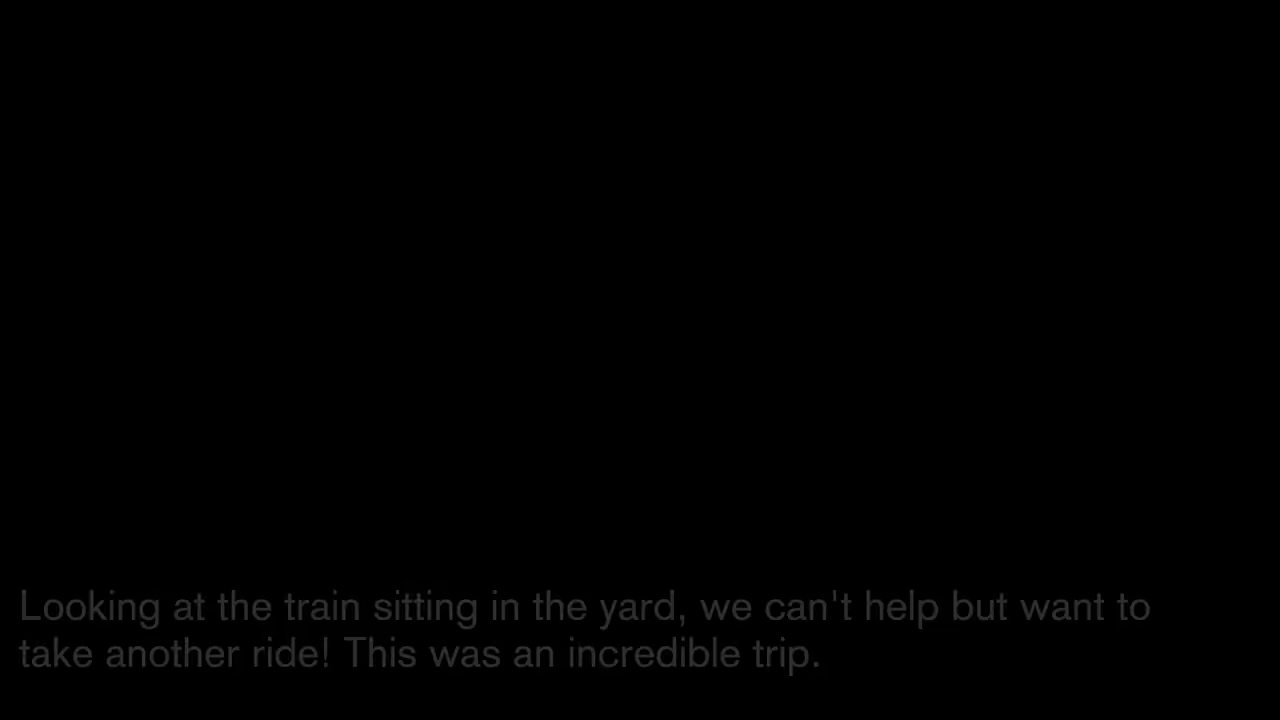 Looking at the train sitting in the yard, we can't help but want to
take another ride! This was an incredible trip.